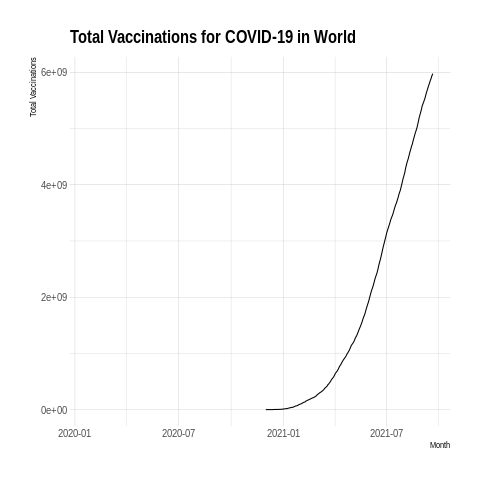 Total Vaccinations for COVID-19 in World
Total Vaccinations
6e+09
4e+09
2e+09
0e+00
2020-01 2020-07 2021-01 2021-07
Month